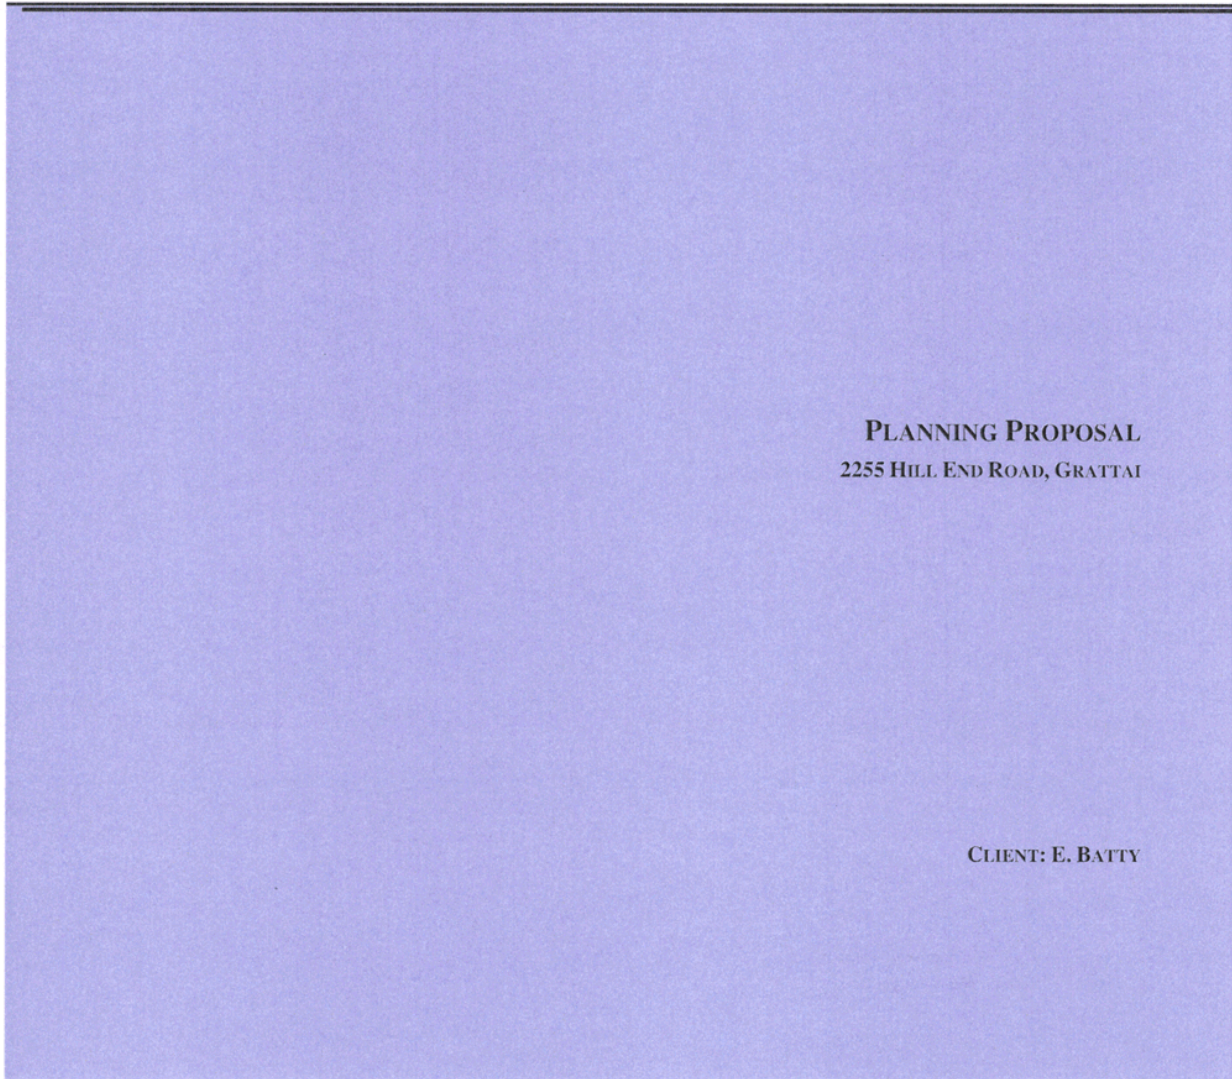 PLANNING PROPOSAL
2255 HILL END ROAD, GRATTAI
CLIENT: E. BATTY